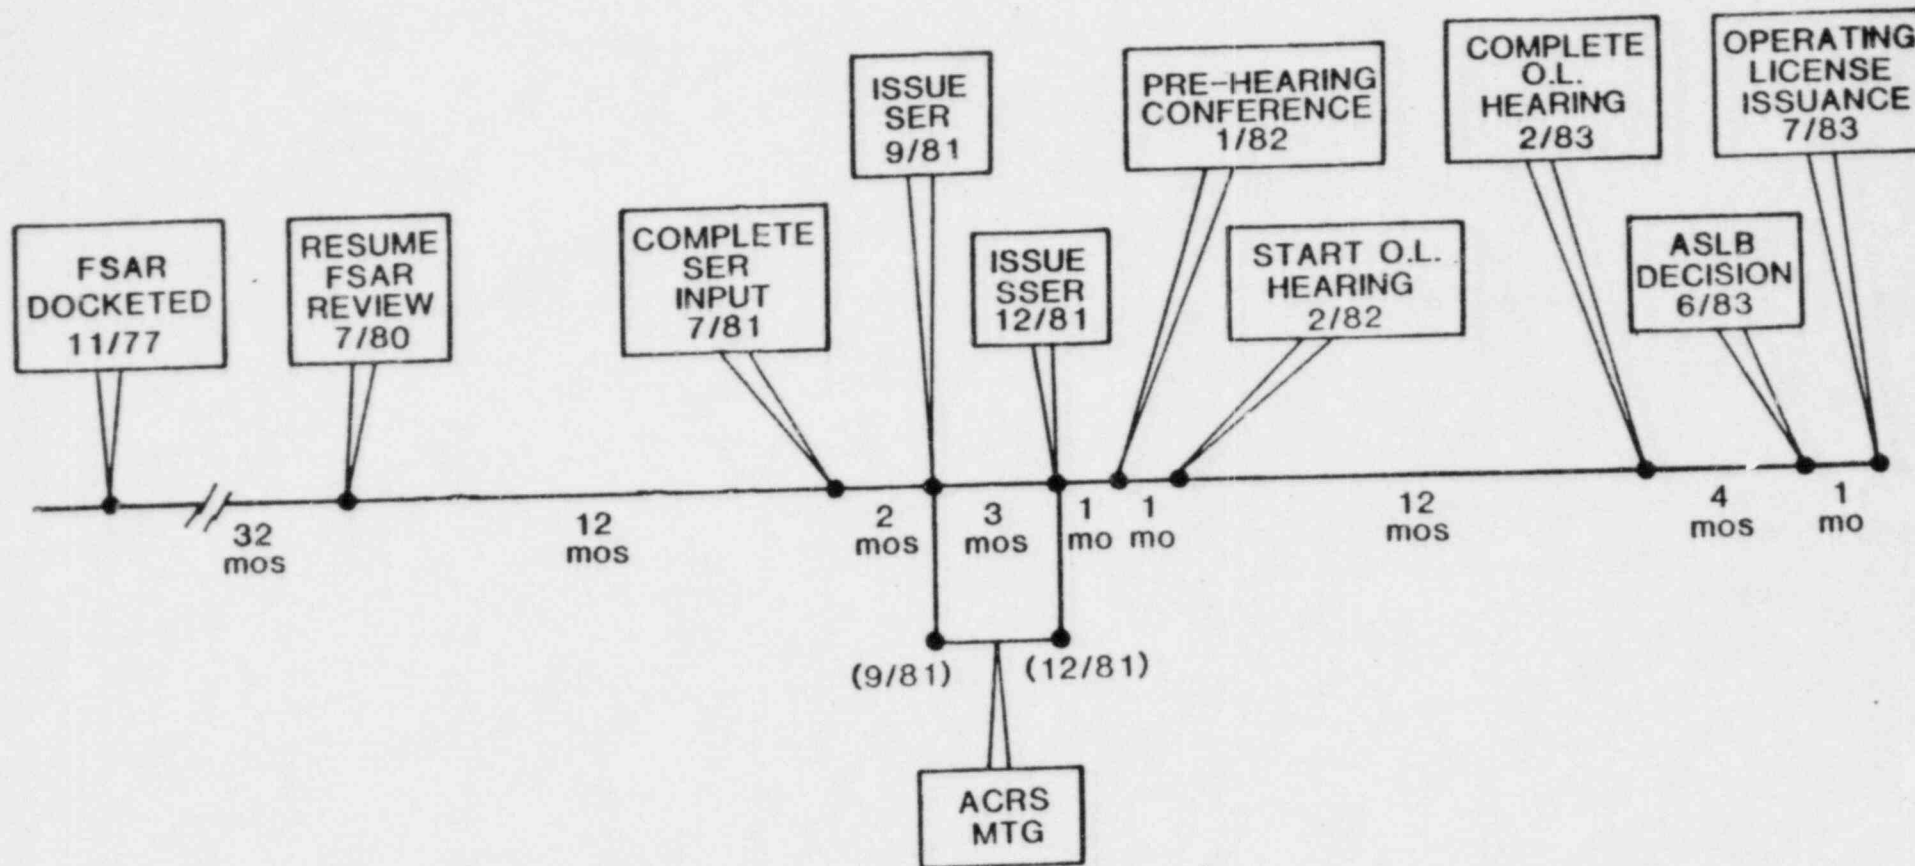 FSAR
DOCKETED
11/77
RESUME
FSAR
REVIEW
7/80
COMPLETE
SER
INPUT
7/81
ISSUE
SER
9/81
ISSUE
SSER
12/81
PRE-HEARING
CONFERENCE
1/82
START O.L.
HEARING
2/82
COMPLETE
O.L.
HEARING
2/83
ASLB
DECISION
6/83
OPERATING
LICENSE
ISSUANCE
7/83
32
mos
12
mos
2
mos
3
mos
1
mo
1
mo
12
mos
4
mos
1
mo
(9/81)
(12/81)
ACRS
MTG